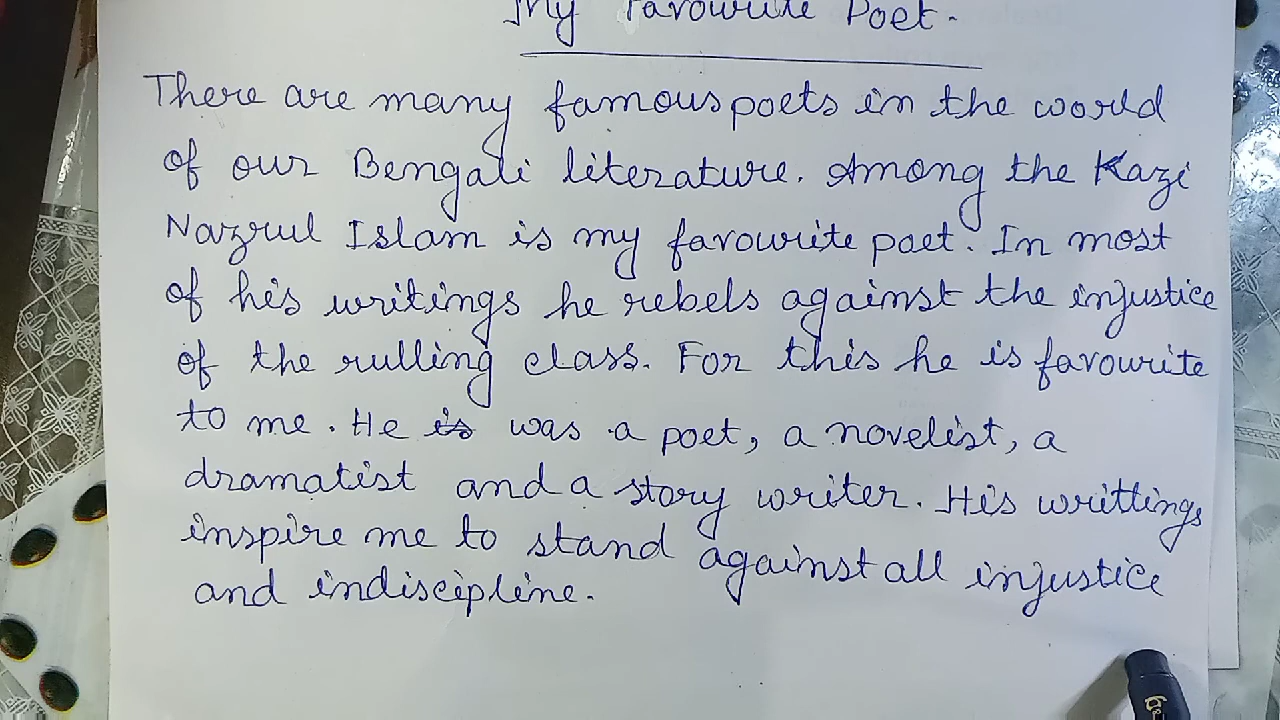 My Favourite Poet.
There are many famous poets in the world
of our Bengali literature. Among the Kazi
Nazrul Islam is my favourite poet. In most
of his writings he rebels against the injustice
of the rulling class. For this he is favourite
to me. He is was a poet, a novelist, a
dramatist and a story writer. His writtings
inspire me to stand against all injustice
and indiscipline.